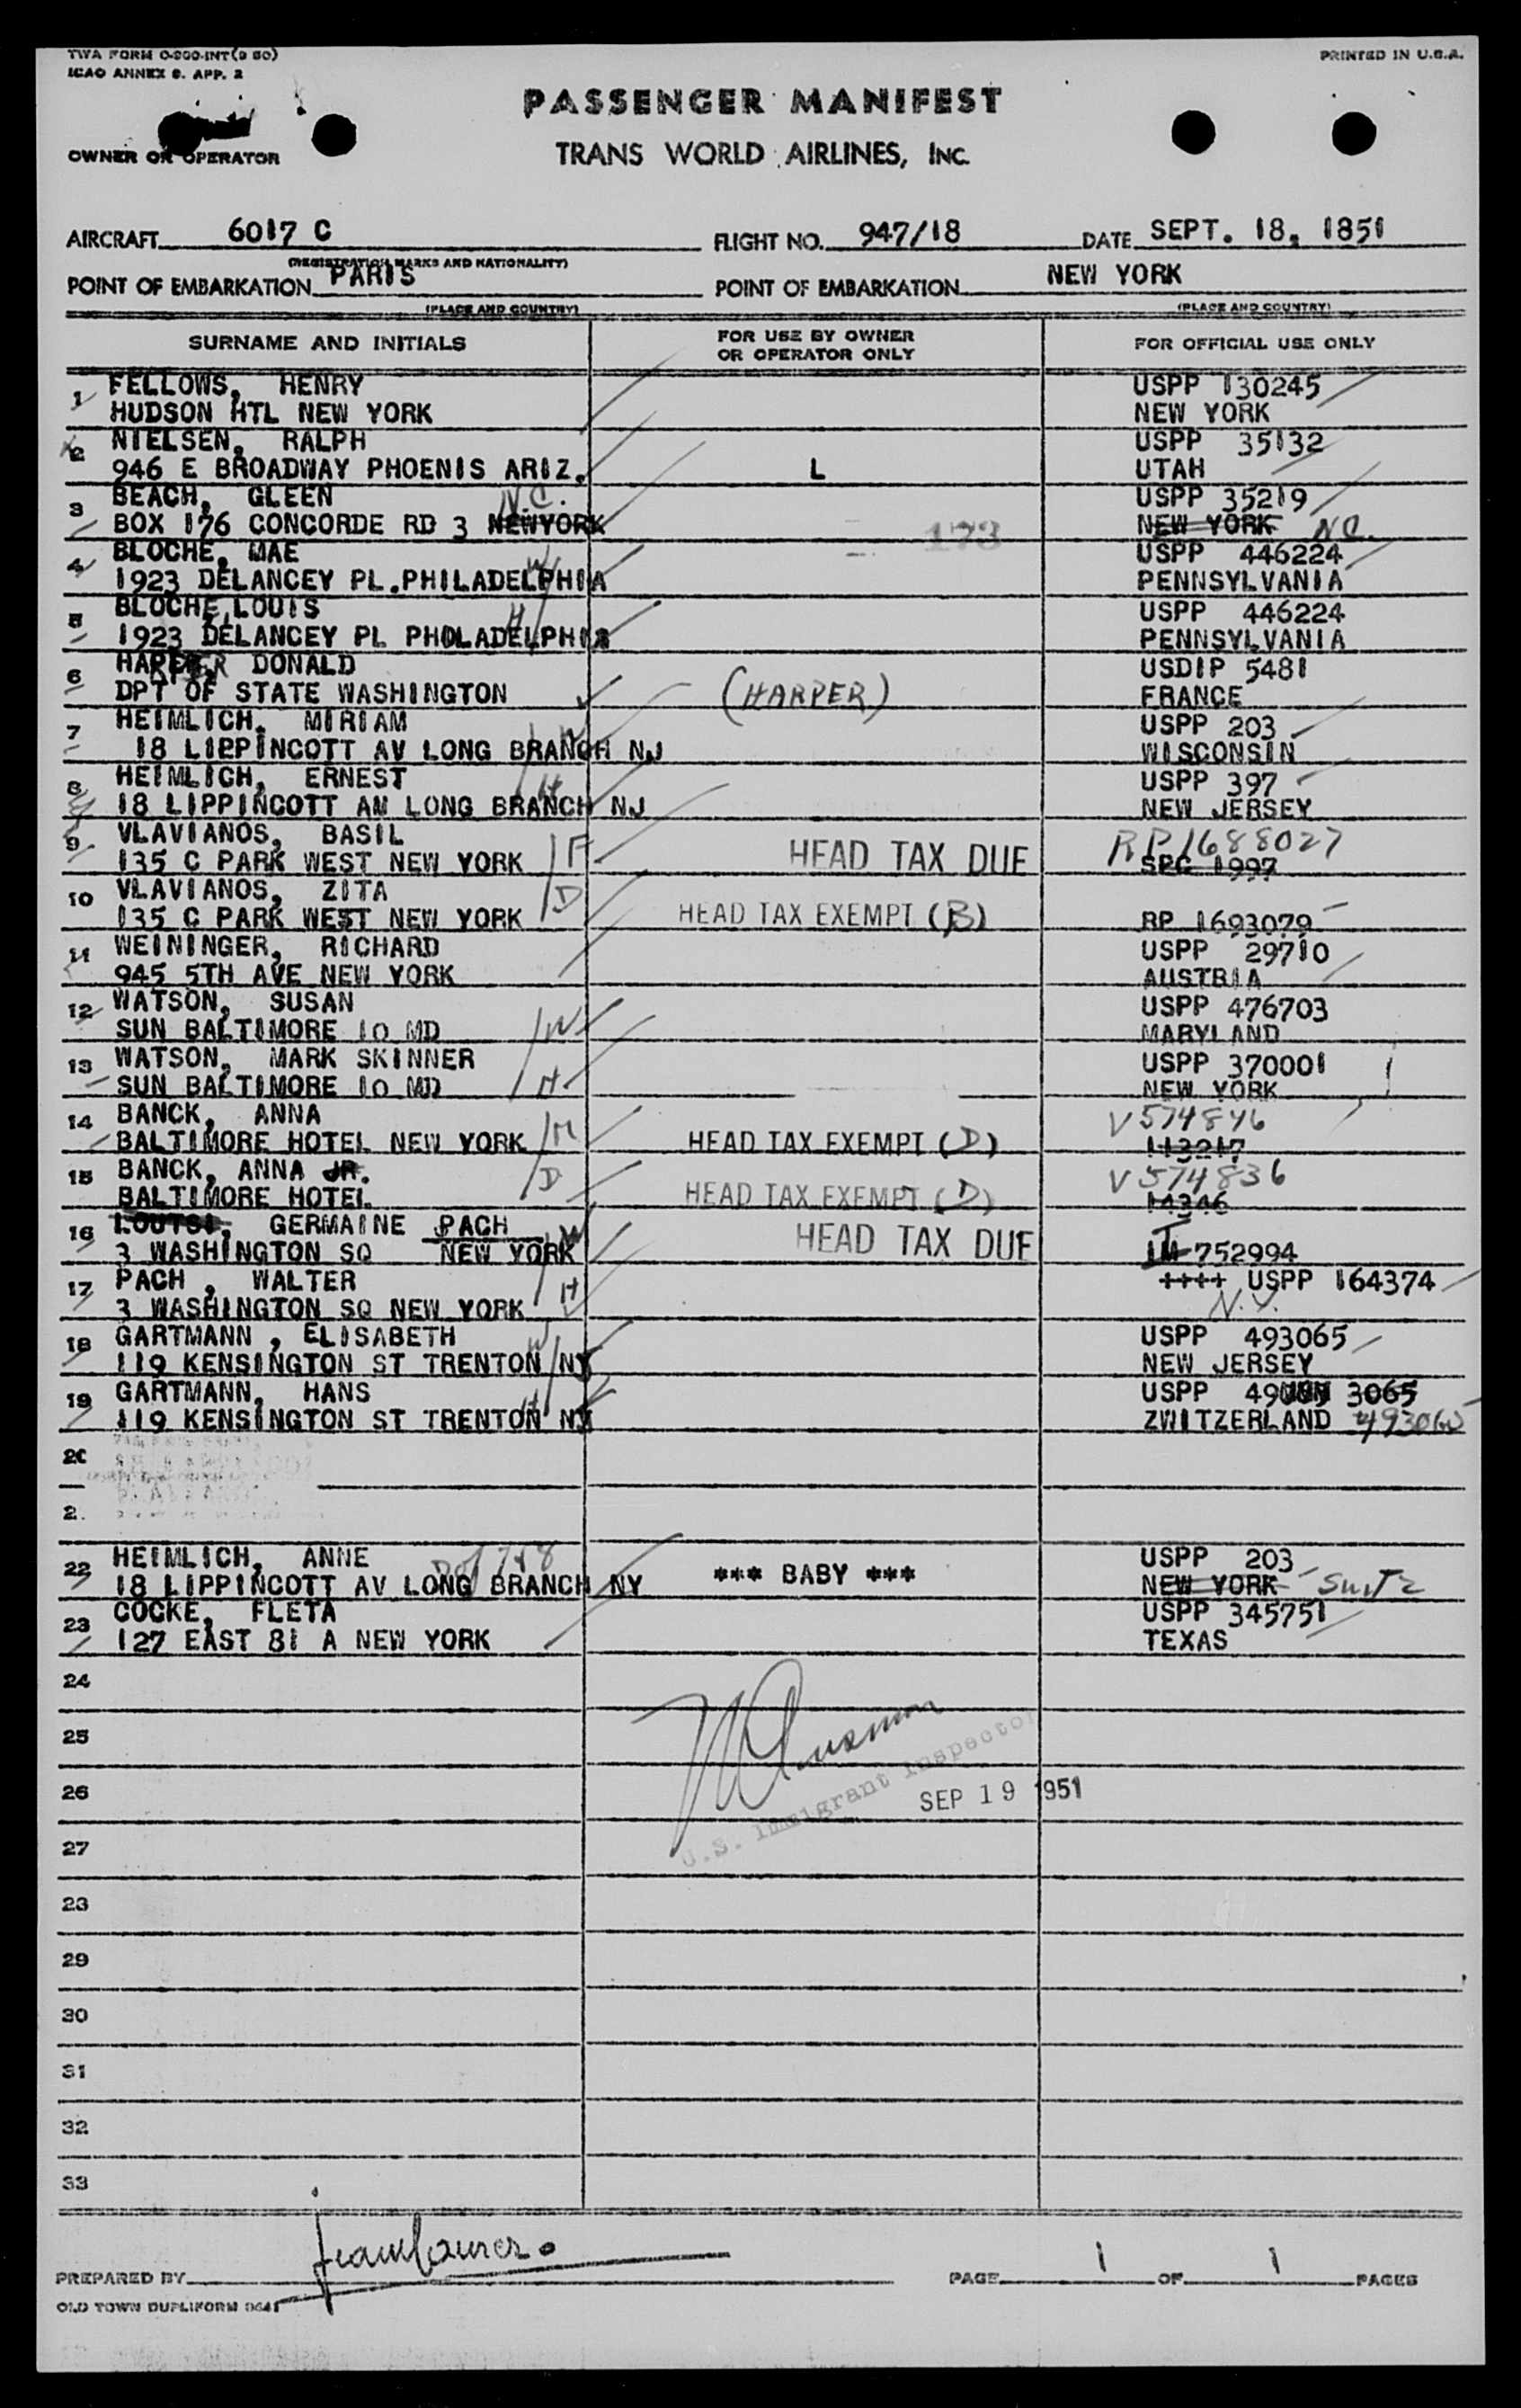 TWA FORM O-200-INT (9 50)
ICAO ANNEX 9. APP. 2
PRINTED IN U.S.A.
PASSENGER MANIFEST
OWNER OR OPERATOR
TRANS WORLD AIRLINES, INC.
AIRCRAFT 6017 C FLIGHT NO. 947/18 DATE SEPT. 18, 1851
(REGISTRATION MARKS AND NATIONALITY)
POINT OF EMBARKATION PARIS POINT OF EMBARKATION NEW YORK
(PLACE AND COUNTRY) (PLACE AND COUNTRY)
SURNAME AND INITIALS FOR USE BY OWNER OR OPERATOR ONLY FOR OFFICIAL USE ONLY
1 FELLOWS, HENRY USPP 130245
HUDSON HTL NEW YORK NEW YORK
2 NIELSEN, RALPH USPP 35132
946 E BROADWAY PHOENIS ARIZ. L UTAH
3 BEACH, GLEEN N.C. USPP 35219
BOX 176 CONCORDE RD 3 NEWYORK 173 NEW YORK NC.
4 BLOCHE, MAE W USPP 446224
1923 DELANCEY PL.PHILADELPHIA PENNSYLVANIA
5 BLOCHE,LOUIS H USPP 446224
1923 DELANCEY PL PHOLADELPHIA PENNSYLVANIA
6 HARPER DONALD USDIP 5481
DPT OF STATE WASHINGTON (HARPER) FRANCE
7 HEIMLICH, MIRIAM W USPP 203
18 LIPPINCOTT AV LONG BRANCH NJ WISCONSIN
8 HEIMLICH, ERNEST H USPP 397
18 LIPPINCOTT AM LONG BRANCH NJ NEW JERSEY
9 VLAVIANOS, BASIL F RP1688027
135 C PARK WEST NEW YORK HEAD TAX DUE SPC 1997
10 VLAVIANOS, ZITA D
135 C PARK WEST NEW YORK HEAD TAX EXEMPT (B) RP 1693079
11 WEININGER, RICHARD USPP 29710
945 5TH AVE NEW YORK AUSTRIA
12 WATSON, SUSAN USPP 476703
SUN BALTIMORE 10 MD W MARYLAND
13 WATSON, MARK SKINNER USPP 370001
SUN BALTIMORE 10 MD H NEW YORK
14 BANCK, ANNA V574846
BALTIMORE HOTEL NEW YORK M HEAD TAX EXEMPT (D) 113217
15 BANCK, ANNA JR. V574836
BALTIMORE HOTEL D HEAD TAX EXEMPT (D) 14346
16 GERMAINE PACH W
3 WASHINGTON SQ NEW YORK HEAD TAX DUE 752994
17 PACH , WALTER USPP 164374
3 WASHINGTON SQ NEW YORK H N.Y.
18 GARTMANN , ELISABETH W USPP 493065
119 KENSINGTON ST TRENTON NJ NEW JERSEY
19 GARTMANN, HANS H USPP 3065
119 KENSINGTON ST TRENTON NJ ZWITZERLAND 493065
20
2
22 HEIMLICH, ANNE D of 7+8 USPP 203
18 LIPPINCOTT AV LONG BRANCH NY *** BABY *** NEW YORK Switz
23 COCKE, FLETA USPP 345751
127 EAST 81 A NEW YORK TEXAS
24
25
26
U.S. Immigrant Inspector
SEP 19 1951
27
23
29
30
31
32
33
PREPARED BY PAGE 1 OF 1 PAGES
OLD TOWN DUPLIFORM